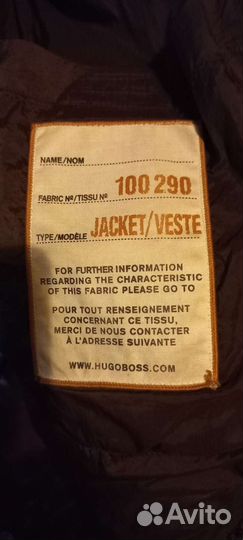 NAME/NOM
FABRIC Nº/TISSU Nº 100 290
TYPE/MODÈLE JACKET/VESTE
FOR FURTHER INFORMATION
REGARDING THE CHARACTERISTIC
OF THIS FABRIC PLEASE GO TO
POUR TOUT RENSEIGNEMENT
CONCERNANT CE TISSU,
MERCI DE NOUS CONTACTER
À L'ADRESSE SUIVANTE
WWW.HUGOBOSS.COM
Avito